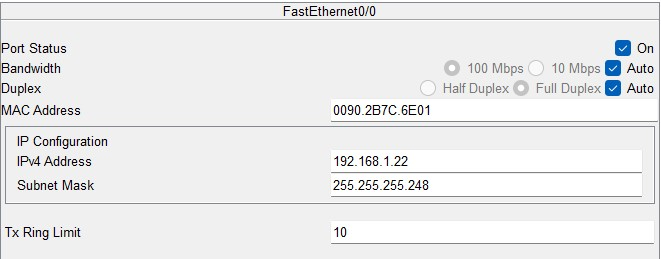 FastEthernet0/0
Port Status On
Bandwidth 100 Mbps 10 Mbps Auto
Duplex Half Duplex Full Duplex Auto
MAC Address 0090.2B7C.6E01
IP Configuration
IPv4 Address 192.168.1.22
Subnet Mask 255.255.255.248
Tx Ring Limit 10